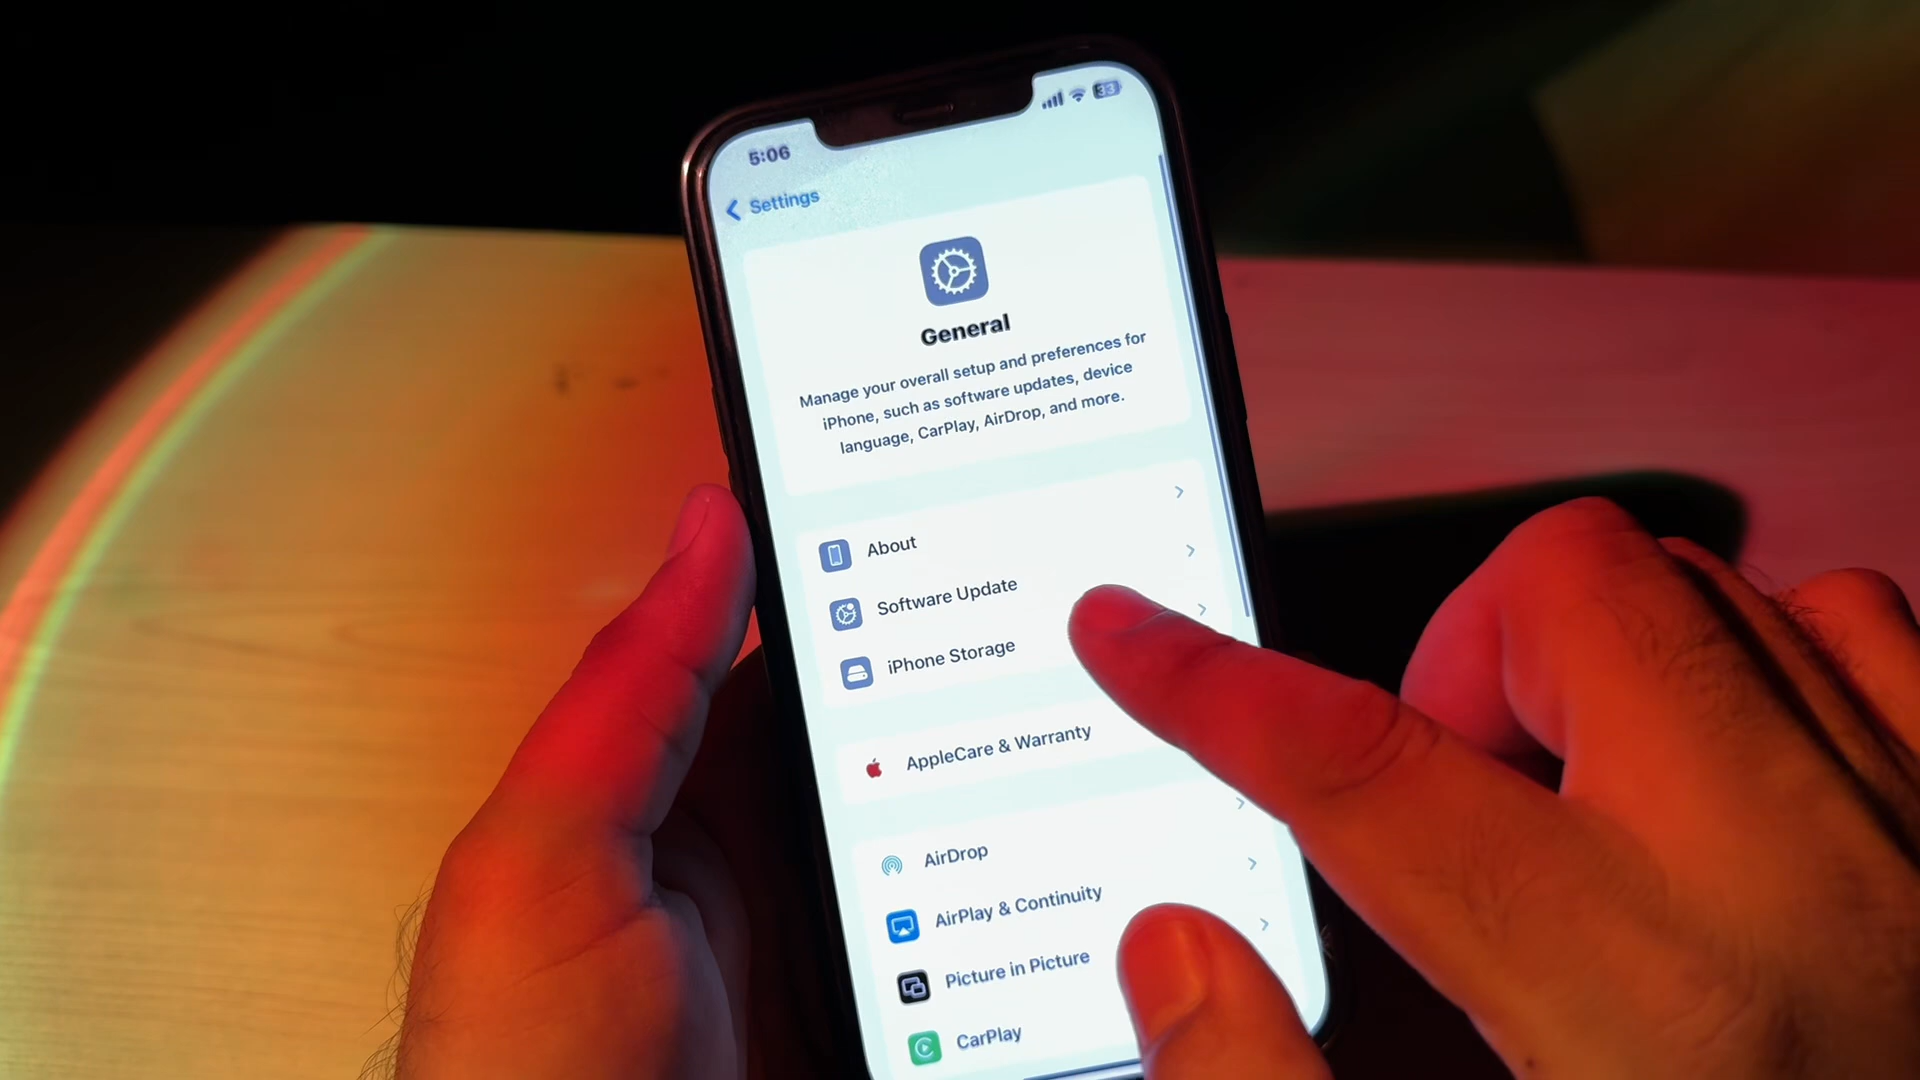 5:06
33
Settings
General
Manage your overall setup and preferences for
iPhone, such as software updates, device
language, CarPlay, AirDrop, and more.
About
Software Update
iPhone Storage
AppleCare & Warranty
AirDrop
AirPlay & Continuity
Picture in Picture
CarPlay